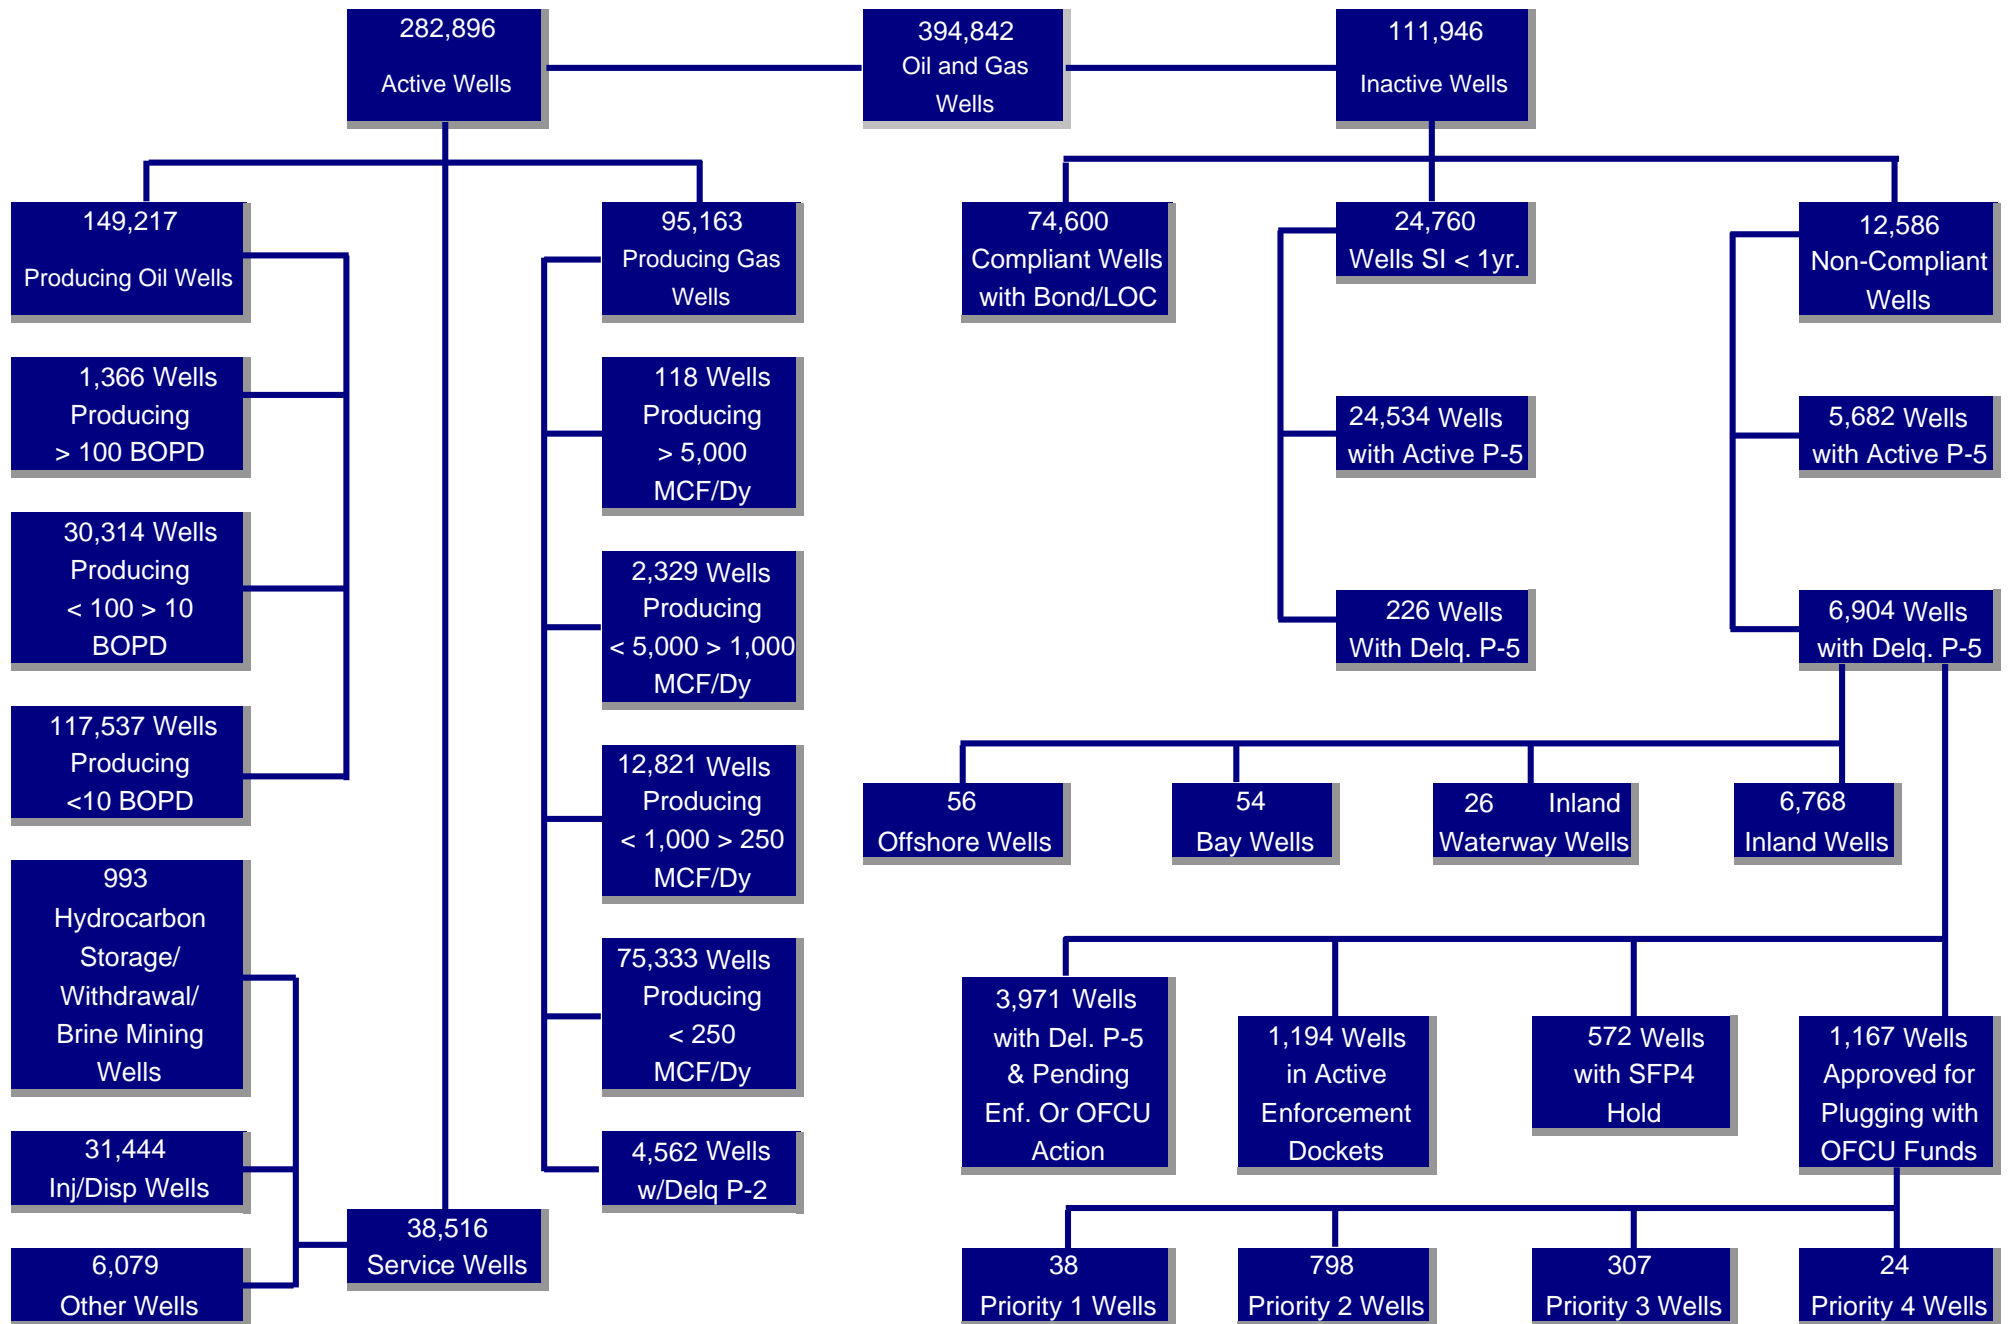 282,896
Active Wells
394,842
Oil and Gas
Wells
111,946
Inactive Wells
149,217
Producing Oil Wells
95,163
Producing Gas
Wells
74,600
Compliant Wells
with Bond/LOC
24,760
Wells SI < 1yr.
12,586
Non-Compliant
Wells
1,366 Wells
Producing
> 100 BOPD
118 Wells
Producing
> 5,000
MCF/Dy
24,534 Wells
with Active P-5
5,682 Wells
with Active P-5
30,314 Wells
Producing
< 100 > 10
BOPD
2,329 Wells
Producing
< 5,000 > 1,000
MCF/Dy
226 Wells
With Delq. P-5
6,904 Wells
with Delq. P-5
117,537 Wells
Producing
<10 BOPD
12,821 Wells
Producing
< 1,000 > 250
MCF/Dy
56
Offshore Wells
54
Bay Wells
26 Inland
Waterway Wells
6,768
Inland Wells
993
Hydrocarbon
Storage/
Withdrawal/
Brine Mining
Wells
75,333 Wells
Producing
< 250
MCF/Dy
3,971 Wells
with Del. P-5
& Pending
Enf. Or OFCU
Action
1,194 Wells
in Active
Enforcement
Dockets
572 Wells
with SFP4
Hold
1,167 Wells
Approved for
Plugging with
OFCU Funds
31,444
Inj/Disp Wells
4,562 Wells
w/Delq P-2
38,516
Service Wells
6,079
Other Wells
38
Priority 1 Wells
798
Priority 2 Wells
307
Priority 3 Wells
24
Priority 4 Wells